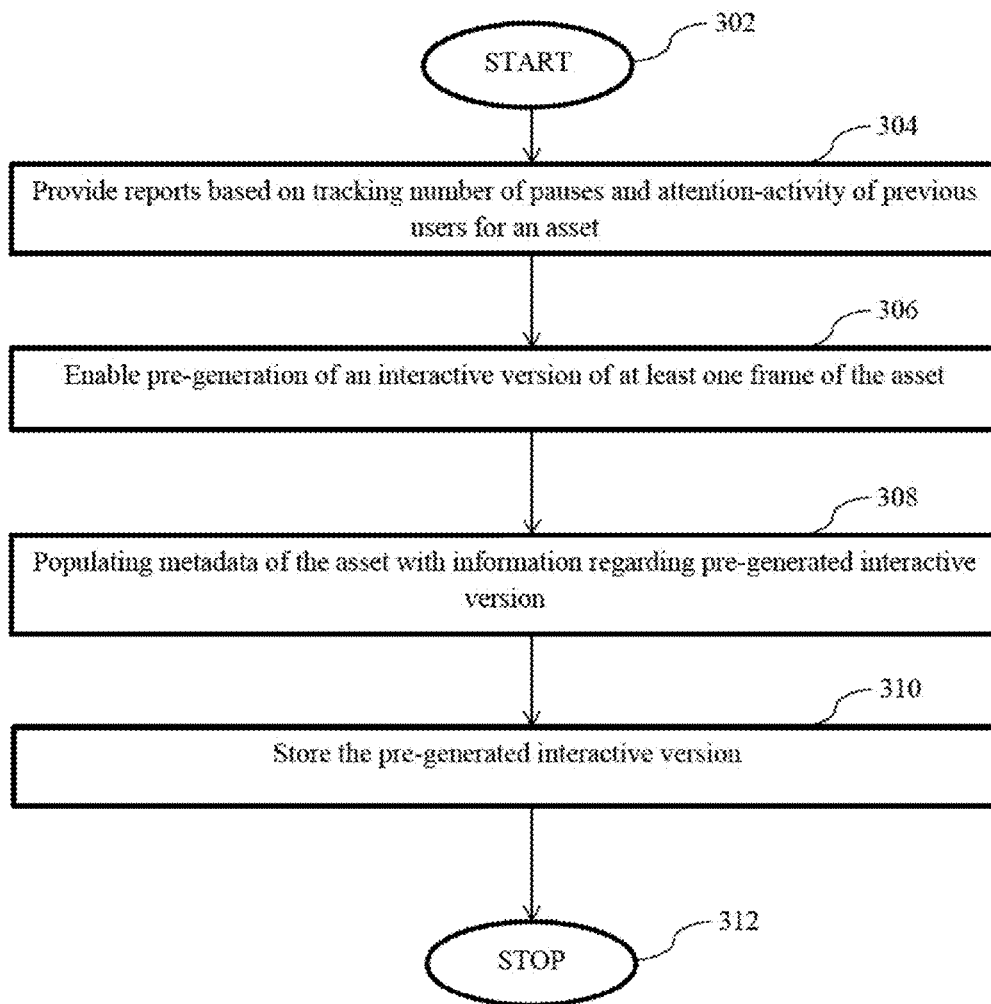 302
START
304
Provide reports based on tracking number of pauses and attention-activity of previous
users for an asset
306
Enable pre-generation of an interactive version of at least one frame of the asset
308
Populating metadata of the asset with information regarding pre-generated interactive
version
310
Store the pre-generated interactive version
312
STOP